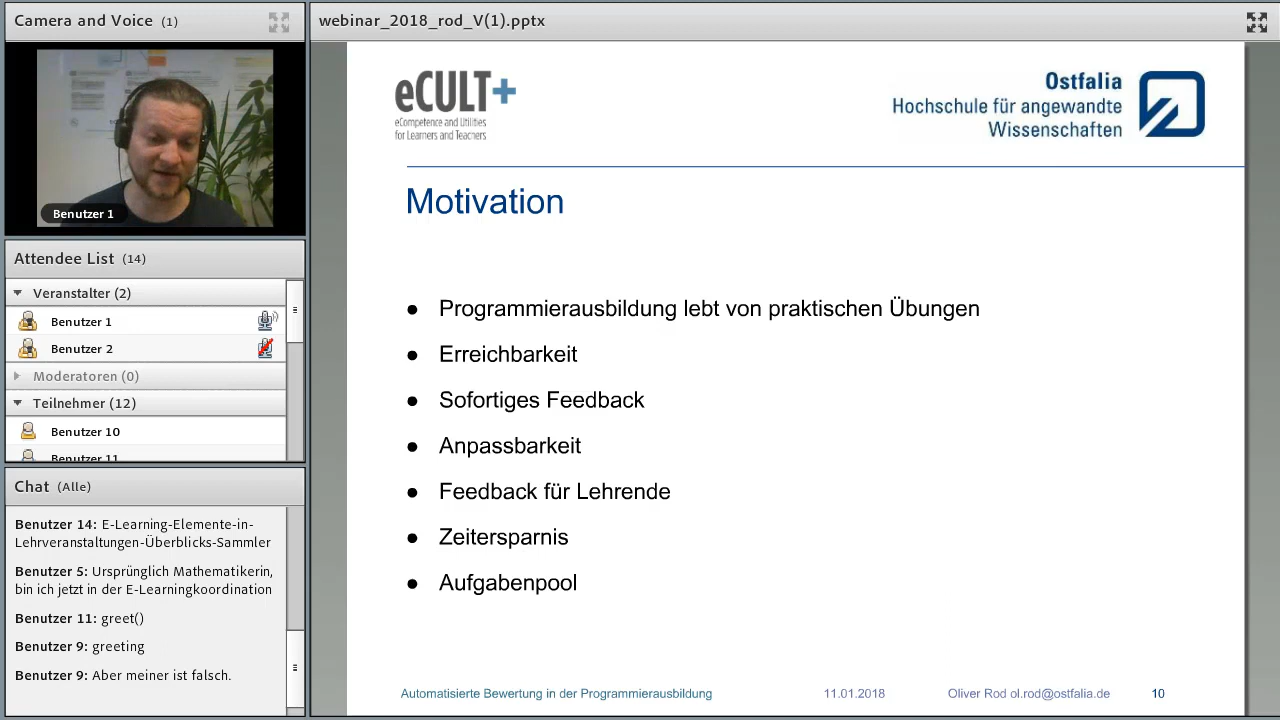 Camera and Voice (1)
Benutzer 1
Attendee List (14)
Veranstalter (2)
Benutzer 1
Benutzer 2
Moderatoren (0)
Teilnehmer (12)
Benutzer 10
Benutzer 11
Chat (Alle)
Benutzer 14: E-Learning-Elemente-in-
Lehrveranstaltungen-Überblicks-Sammler
Benutzer 5: Ursprünglich Mathematikerin,
bin ich jetzt in der E-Learningkoordination
Benutzer 11: greet()
Benutzer 9: greeting
Benutzer 9: Aber meiner ist falsch.
webinar_2018_rod_V(1).pptx
eCULT+
eCompetence and Utilities
for Learners and Teachers
Ostfalia
Hochschule für angewandte
Wissenschaften
Motivation
● Programmierausbildung lebt von praktischen Übungen
● Erreichbarkeit
● Sofortiges Feedback
● Anpassbarkeit
● Feedback für Lehrende
● Zeitersparnis
● Aufgabenpool
Automatisierte Bewertung in der Programmierausbildung 11.01.2018 Oliver Rod ol.rod@ostfalia.de 10